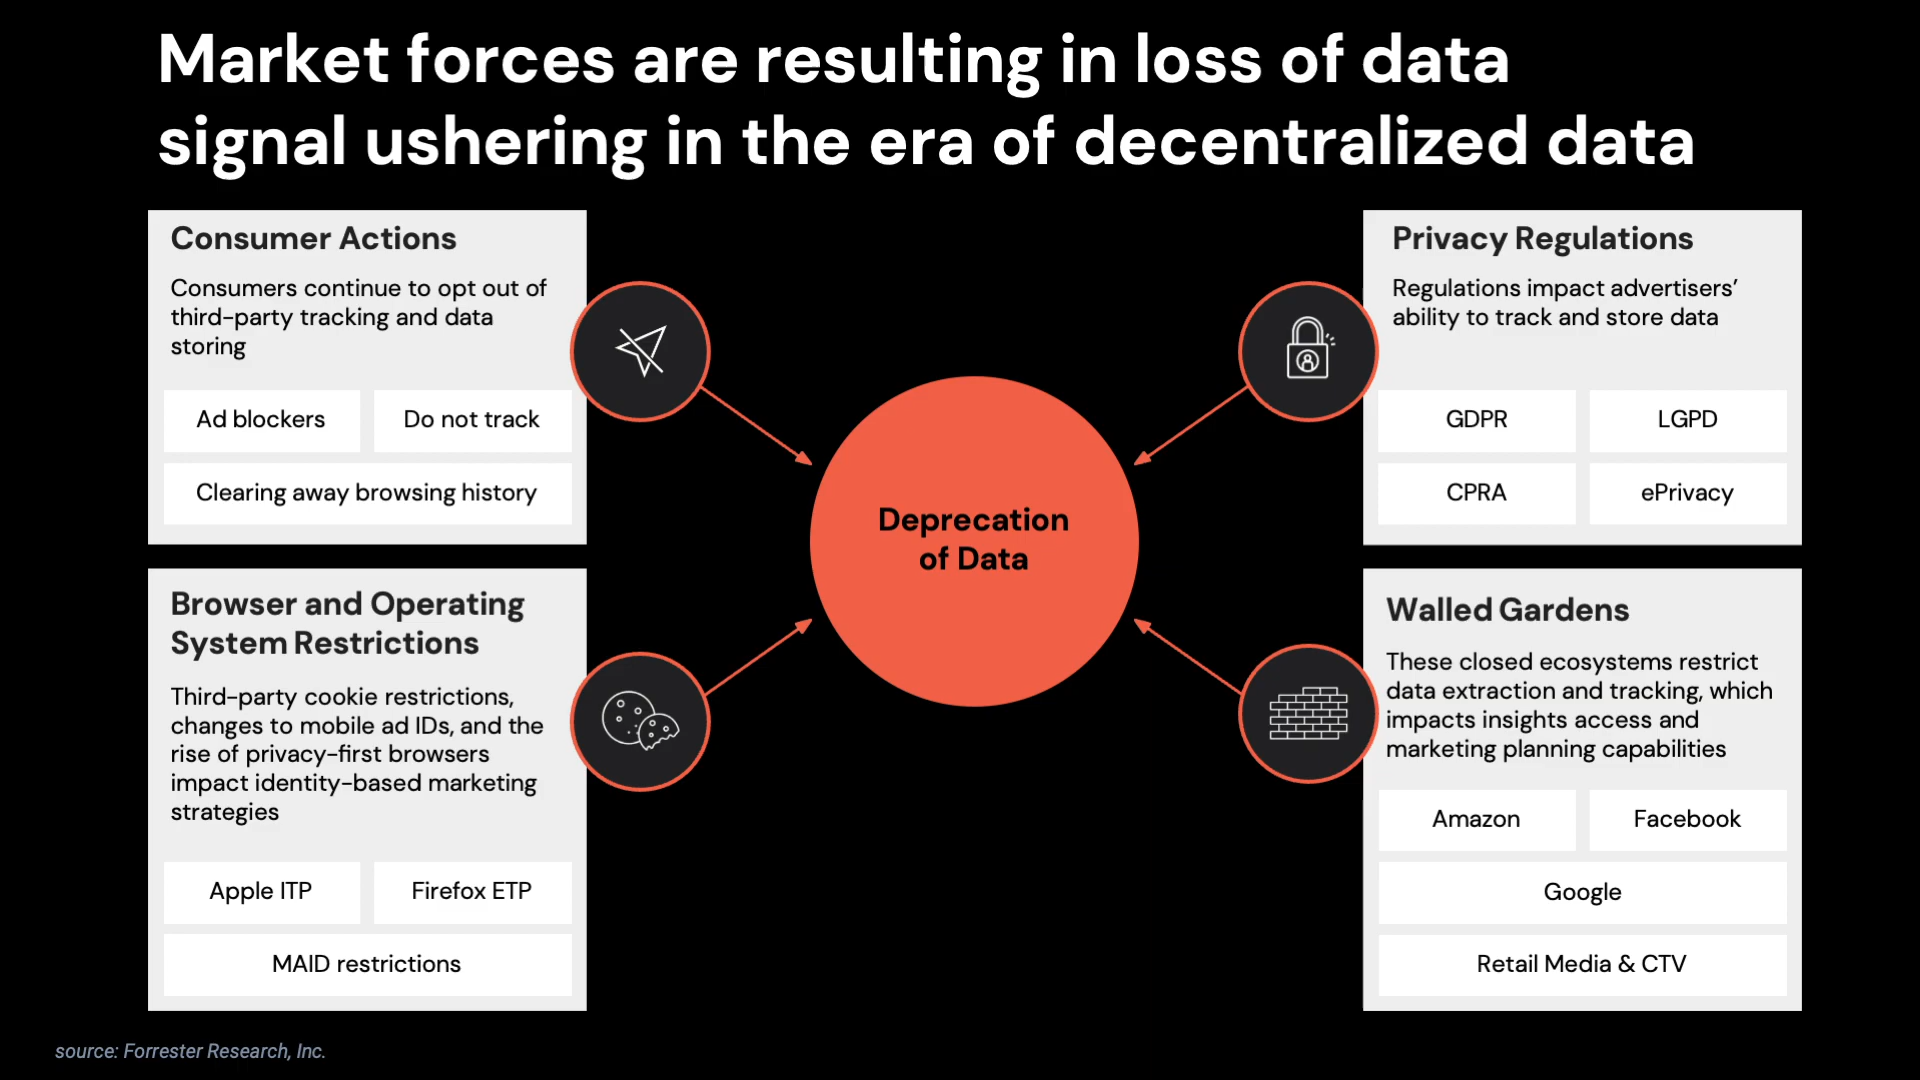 Market forces are resulting in loss of data
signal ushering in the era of decentralized data
Consumer Actions
Consumers continue to opt out of
third-party tracking and data
storing
Ad blockers
Do not track
Clearing away browsing history
Browser and Operating
System Restrictions
Third-party cookie restrictions,
changes to mobile ad IDs, and the
rise of privacy-first browsers
impact identity-based marketing
strategies
Apple ITP
Firefox ETP
MAID restrictions
Deprecation
of Data
Privacy Regulations
Regulations impact advertisers’
ability to track and store data
GDPR
LGPD
CPRA
ePrivacy
Walled Gardens
These closed ecosystems restrict
data extraction and tracking, which
impacts insights access and
marketing planning capabilities
Amazon
Facebook
Google
Retail Media & CTV
source: Forrester Research, Inc.